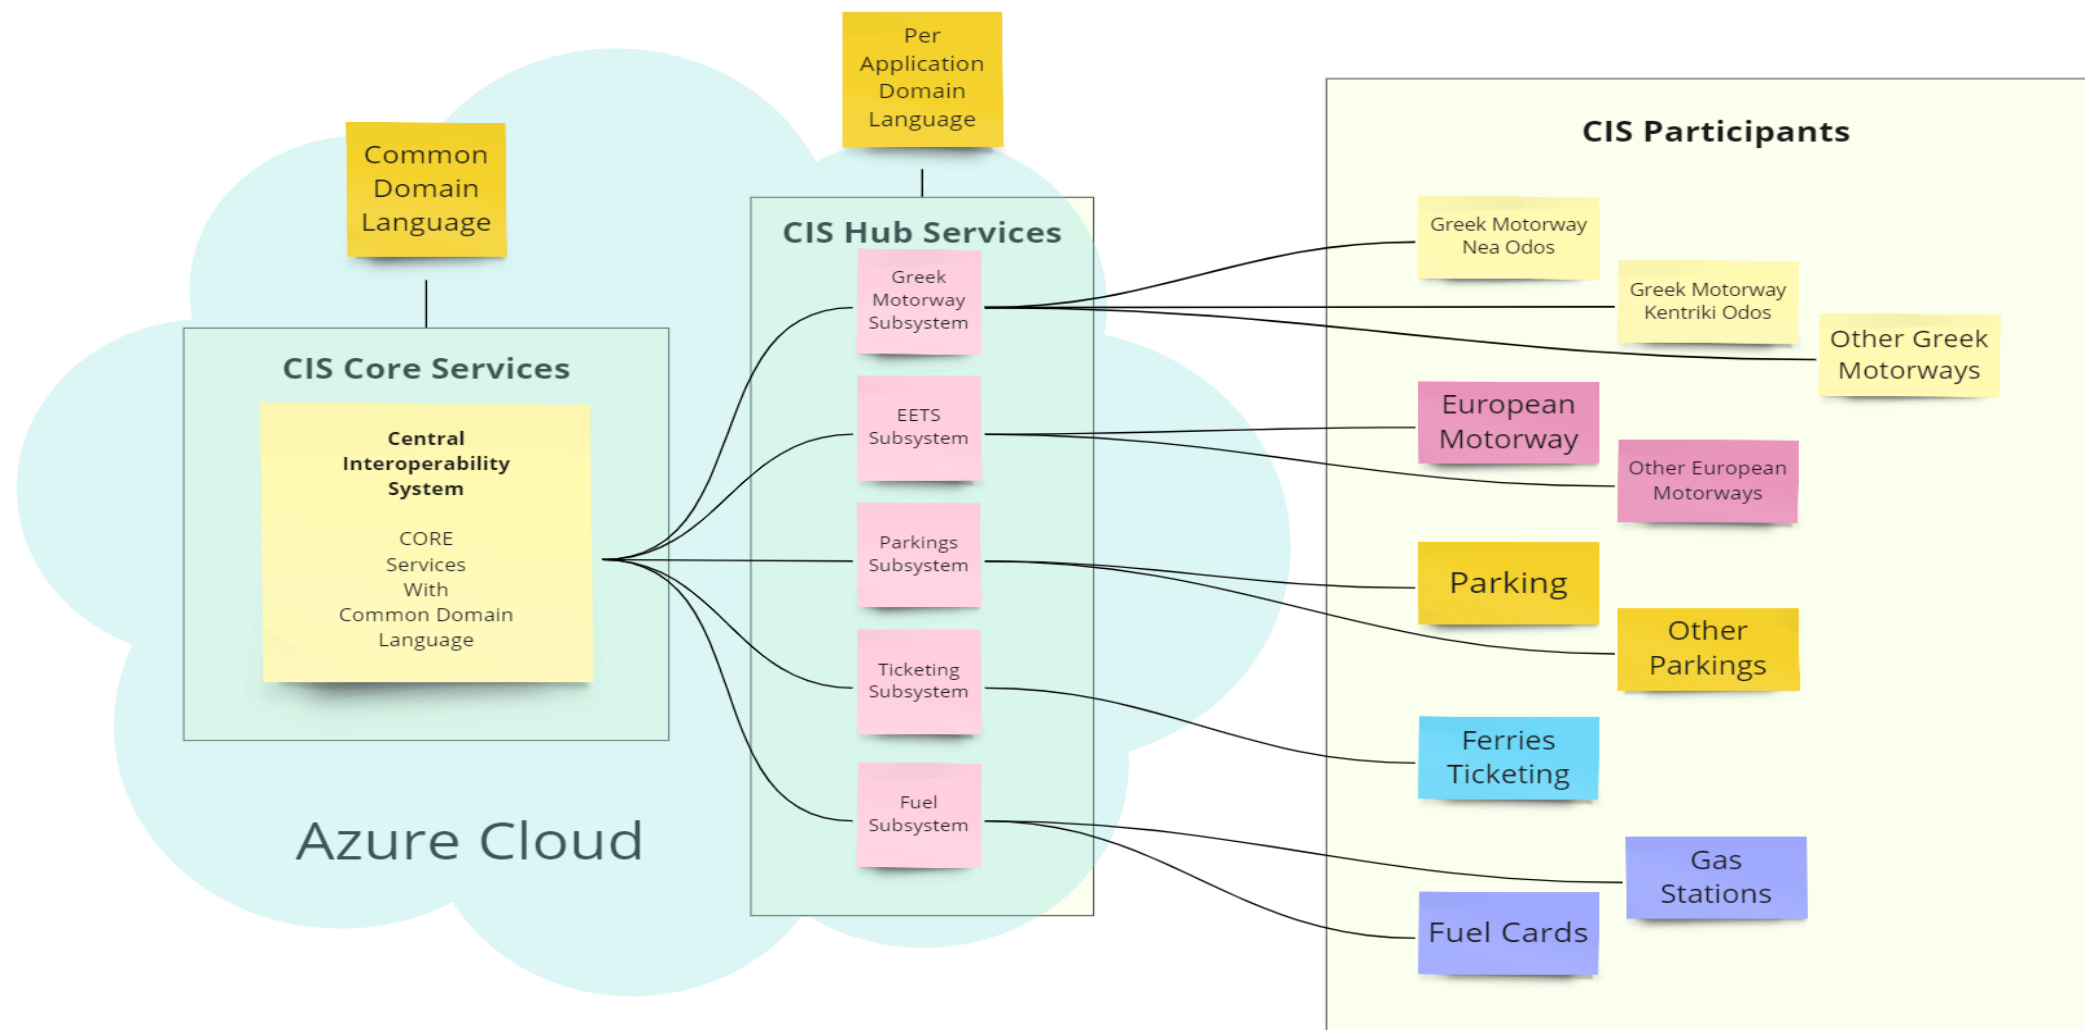 Common
Domain
Language
Per
Application
Domain
Language
CIS Core Services
Central
Interoperability
System
CORE
Services
With
Common Domain
Language
Azure Cloud
CIS Hub Services
Greek
Motorway
Subsystem
EETS
Subsystem
Parkings
Subsystem
Ticketing
Subsystem
Fuel
Subsystem
CIS Participants
Greek Motorway
Nea Odos
Greek Motorway
Kentriki Odos
Other Greek
Motorways
European
Motorway
Other European
Motorways
Parking
Other
Parkings
Ferries
Ticketing
Gas
Stations
Fuel Cards